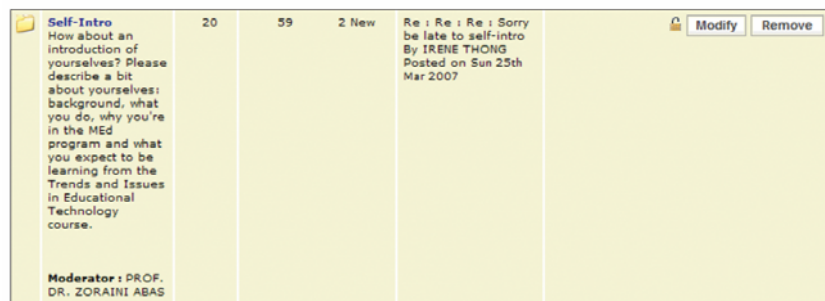 Self-Intro
How about an
introduction of
yourselves? Please
describe a bit
about yourselves:
background, what
you do, why you're
in the MEd
program and what
you expect to be
learning from the
Trends and Issues
in Educational
Technology
course.
Moderator : PROF.
DR. ZORAINI ABAS
20
59
2 New
Re : Re : Re : Sorry
be late to self-intro
By IRENE THONG
Posted on Sun 25th
Mar 2007
Modify
Remove